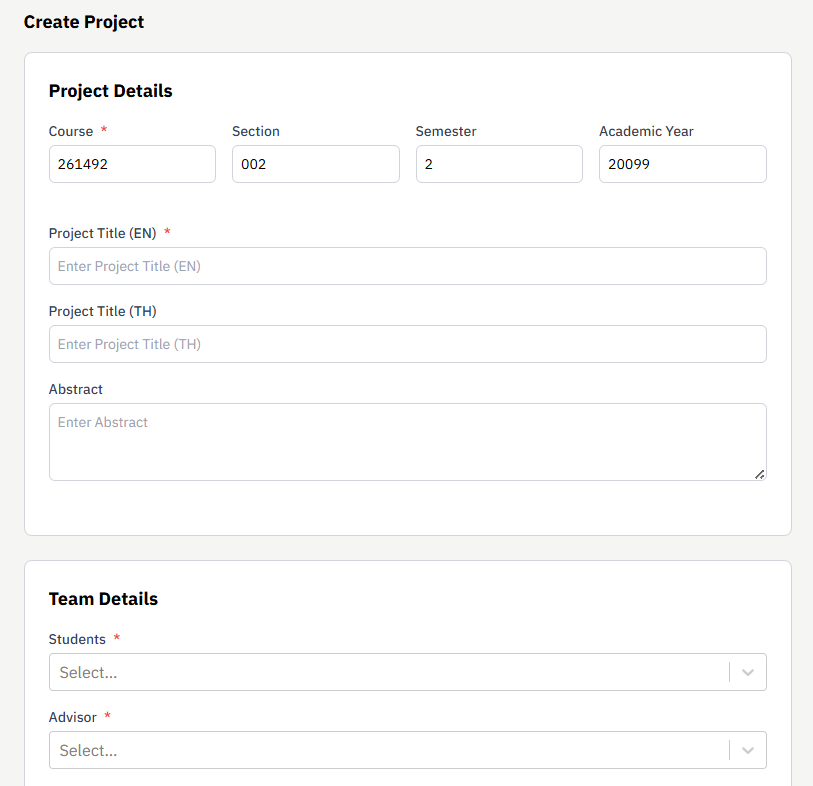 Create Project
Project Details
Course * Section Semester Academic Year
261492 002 2 20099
Project Title (EN) *
Enter Project Title (EN)
Project Title (TH)
Enter Project Title (TH)
Abstract
Enter Abstract
Team Details
Students *
Select...
Advisor *
Select...